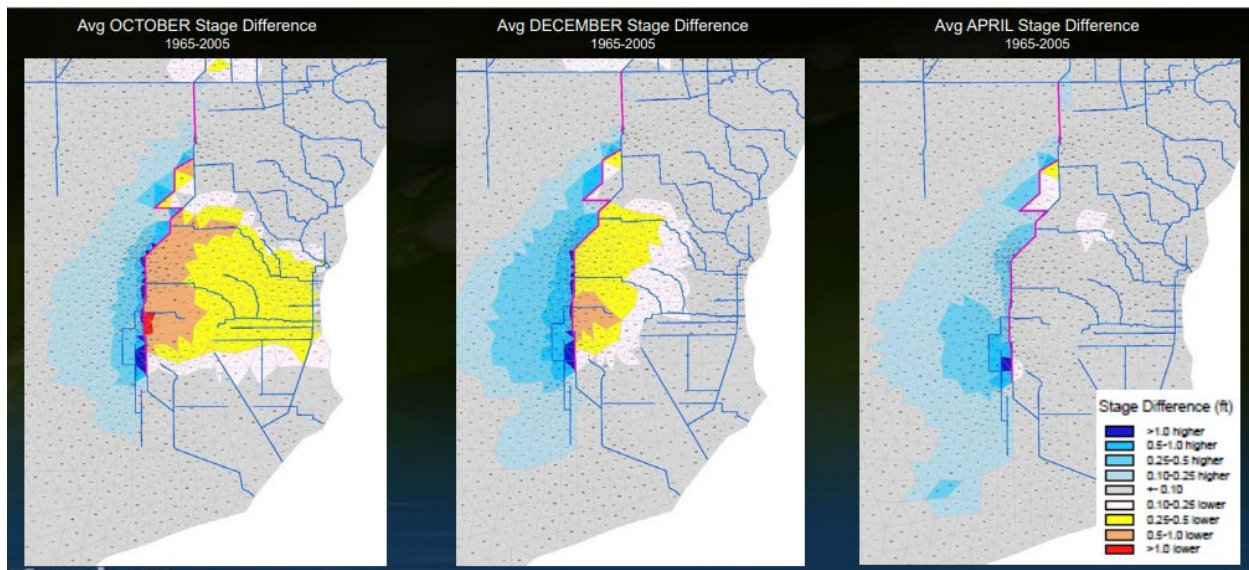 Avg OCTOBER Stage Difference
1965-2005
Avg DECEMBER Stage Difference
1965-2005
Avg APRIL Stage Difference
1965-2005
Stage Difference (ft)
>1.0 higher
0.5-1.0 higher
0.25-0.5 higher
0.10-0.25 higher
+- 0.10
0.10-0.25 lower
0.25-0.5 lower
0.5-1.0 lower
>1.0 lower